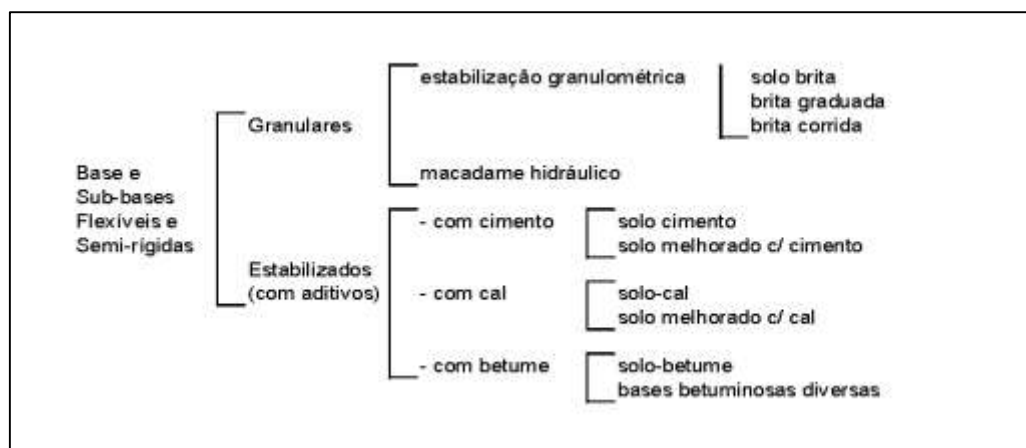 Base e
Sub-bases
Flexíveis e
Semi-rígidas
Granulares
estabilização granulométrica
solo brita
brita graduada
brita corrida
macadame hidráulico
Estabilizados
(com aditivos)
- com cimento
solo cimento
solo melhorado c/ cimento
- com cal
solo-cal
solo melhorado c/ cal
- com betume
solo-betume
bases betuminosas diversas